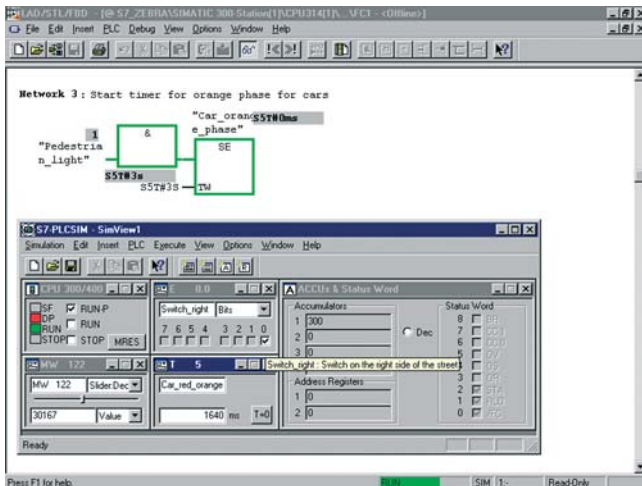 LAD/STL/FBD - [@ S7_ZEBRA\SIMATIC 300-Station(1)\CPU314(1)\...\FC1 - <Offline>]
File Edit Insert PLC Debug View Options Window Help
Network 3: Start timer for orange phase for cars
"Car_orang S5T#0ms
1 & e_phase"
"Pedestria SE
n_light"
S5T#3s
S5T#3S TW
S7-PLCSIM - SimView1
Simulation Edit Insert PLC Execute View Options Window Help
CPU 300/400 E 0.0 ACCUs & Status Word
SF RUN-P Switch_right Bits Accumulators Status Word
DP 1 300 8 BR
RUN RUN 7 6 5 4 3 2 1 0 2 0 Dec 7
STOP STOP MRES 3 0 6
MW 122 T 5 Switch_right : Switch on the right side of the street
MW 122 Slider:Dec Car_red_orange Address Registers 3 OR
1 0 2 STA
30167 Value 1640 ms T=0 2 0 1
0
Ready
Press F1 for help. RUN SIM 1:- Read-Only